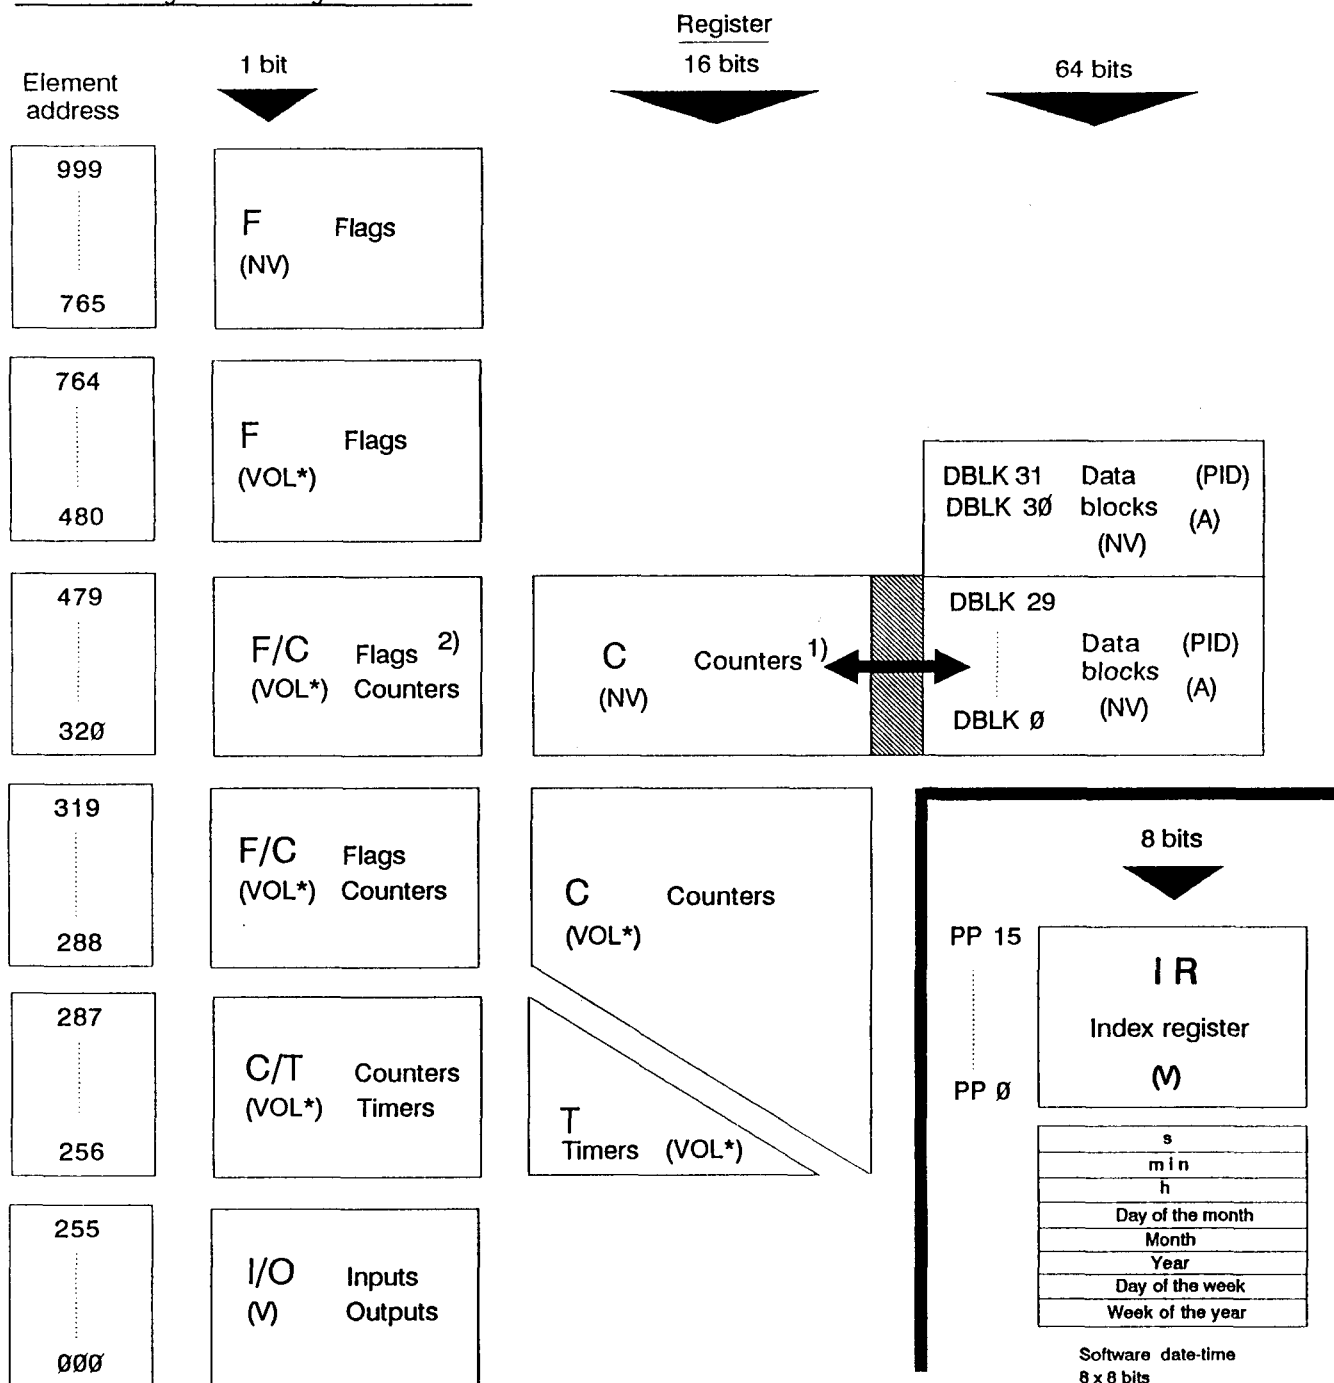 Register
1 bit
16 bits
64 bits
Element
address
999
765
F Flags
(NV)
764
480
F Flags
(VOL*)
DBLK 31 Data (PID)
DBLK 3Ø blocks (A)
(NV)
479
32Ø
F/C Flags 2)
(VOL*) Counters
C Counters 1)
(NV)
DBLK 29
Data (PID)
blocks (A)
(NV)
DBLK Ø
319
288
F/C Flags
(VOL*) Counters
C Counters
(VOL*)
8 bits
PP 15
PP Ø
I R
Index register
(V)
287
256
C/T Counters
(VOL*) Timers
T
Timers (VOL*)
s
min
h
Day of the month
Month
Year
Day of the week
Week of the year
Software date-time
8 x 8 bits
255
ØØØ
I/O Inputs
(V) Outputs